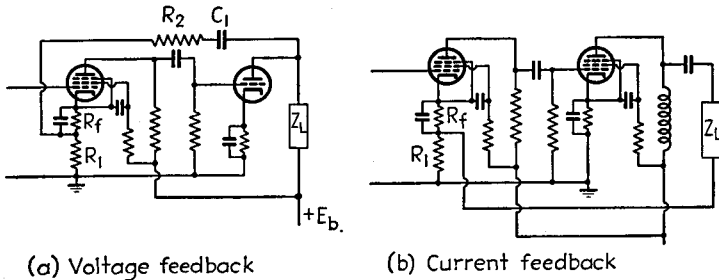 R2 C1
Rf
R1
ZL
+Eb.
(a) Voltage feedback
Rf
R1
ZL
(b) Current feedback